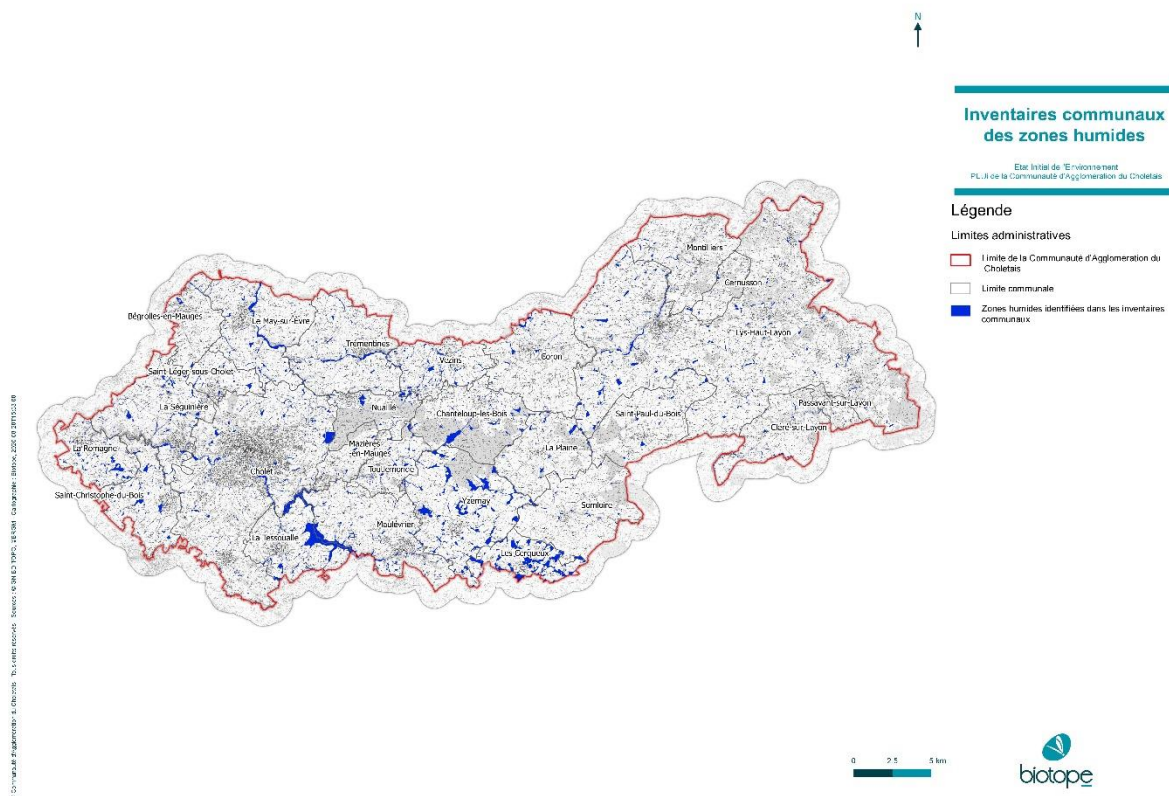 N
Inventaires communaux
des zones humides
Etat Initial de l'Environnement
PLUi de la Communauté d'Agglomération du Choletais
Légende
Limites administratives
Limite de la Communauté d'Agglomération du
Choletais
Limite communale
Zones humides identifiées dans les inventaires
communaux
Montilliers
Cernusson
Bégrolles-en-Mauges
Le May-sur-Evre
Lys-Haut-Layon
Trémentines
Vezins
Coron
Saint-Léger-sous-Cholet
La Séguinière
Nuaillé
Chanteloup-les-Bois
Saint-Paul-du-Bois
Passavant-sur-Layon
Cléré-sur-Layon
La Romagne
Mazières
-en-Mauges
La Plaine
Cholet
Toutlemonde
Saint-Christophe-du-Bois
Yzernay
Somloire
La Tessoualle
Maulévrier
Les Cerqueux
0 2.5 5 km
biotope